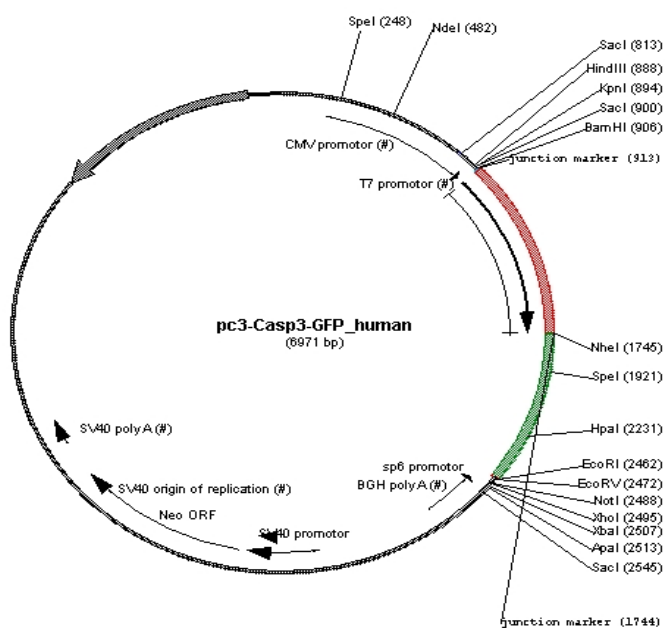 SpeI (248)
NdeI (482)
SacI (813)
HindIII (888)
KpnI (894)
SacI (900)
BamHI (906)
junction marker (913)
CMV promotor (#)
T7 promotor (#)
pc3-Casp3-GFP_human
(6971 bp)
NheI (1745)
SpeI (1921)
HpaI (2231)
EcoRI (2462)
EcoRV (2472)
NotI (2488)
XhoI (2495)
XbaI (2507)
ApaI (2513)
SacI (2545)
junction marker (1744)
sp6 promotor
BGH polyA (#)
SV40 polyA (#)
SV40 origin of replication (#)
Neo ORF
SV40 promotor